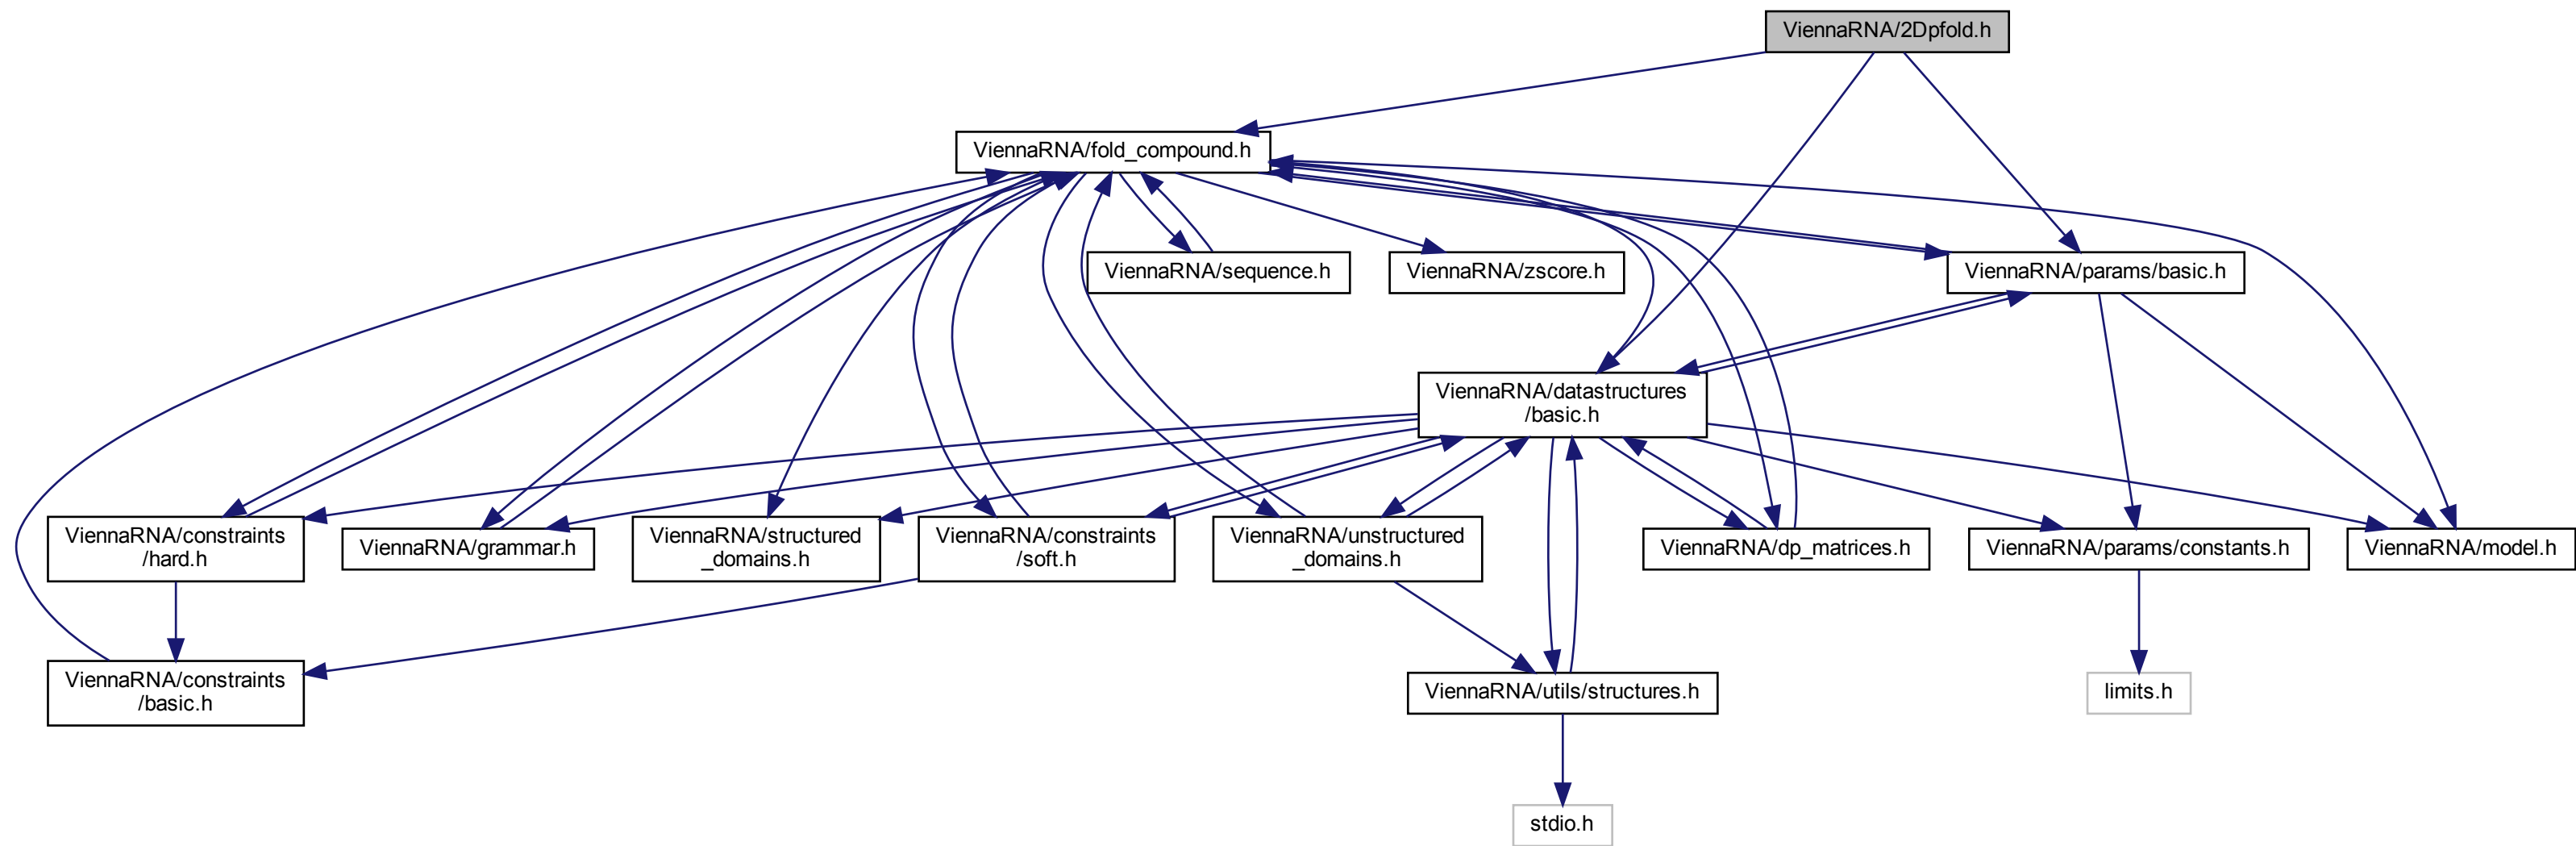 ViennaRNA/2Dpfold.h
ViennaRNA/fold_compound.h
ViennaRNA/sequence.h
ViennaRNA/zscore.h
ViennaRNA/params/basic.h
ViennaRNA/datastructures
/basic.h
ViennaRNA/constraints
/hard.h
ViennaRNA/grammar.h
ViennaRNA/structured
_domains.h
ViennaRNA/constraints
/soft.h
ViennaRNA/unstructured
_domains.h
ViennaRNA/dp_matrices.h
ViennaRNA/params/constants.h
ViennaRNA/model.h
ViennaRNA/constraints
/basic.h
ViennaRNA/utils/structures.h
limits.h
stdio.h